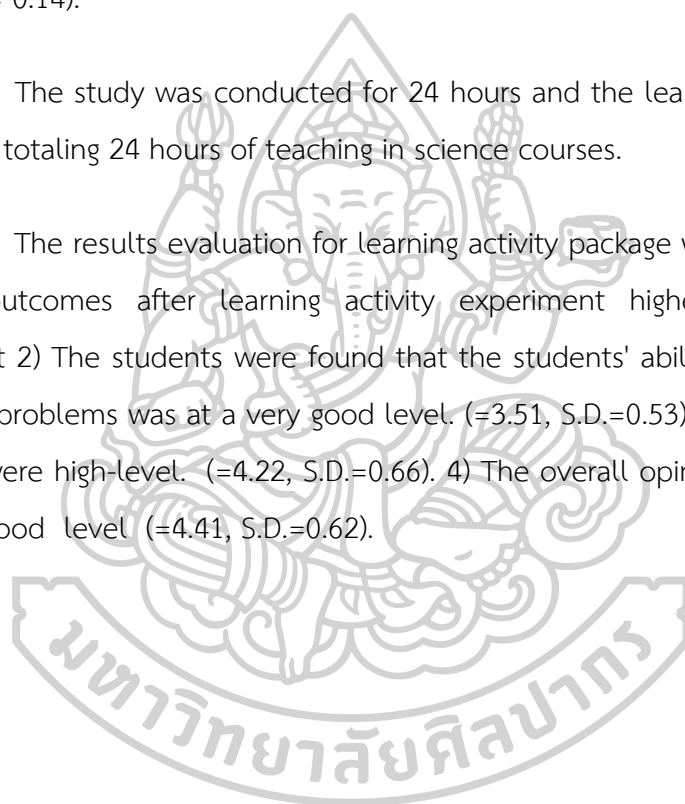 0.14).
The study was conducted for 24 hours and the lea
totaling 24 hours of teaching in science courses.
The results evaluation for learning activity package
outcomes after learning activity experiment highe
t 2) The students were found that the students' abil
problems was at a very good level. (=3.51, S.D.=0.53)
were high-level. (=4.22, S.D.=0.66). 4) The overall opin
ood level (=4.41, S.D.=0.62).
มหาวิทยาลัยศิลปากร